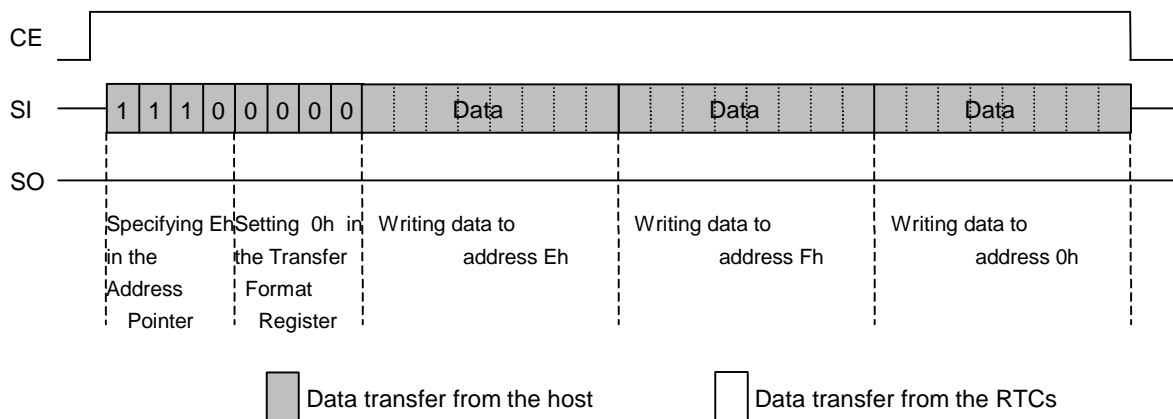 CE
SI 1 1 1 0 0 0 0 0 Data Data Data
SO
Specifying Eh Setting 0h in Writing data to Writing data to Writing data to
in the the Transfer address Eh address Fh address 0h
Address Format
Pointer Register
Data transfer from the host Data transfer from the RTCs